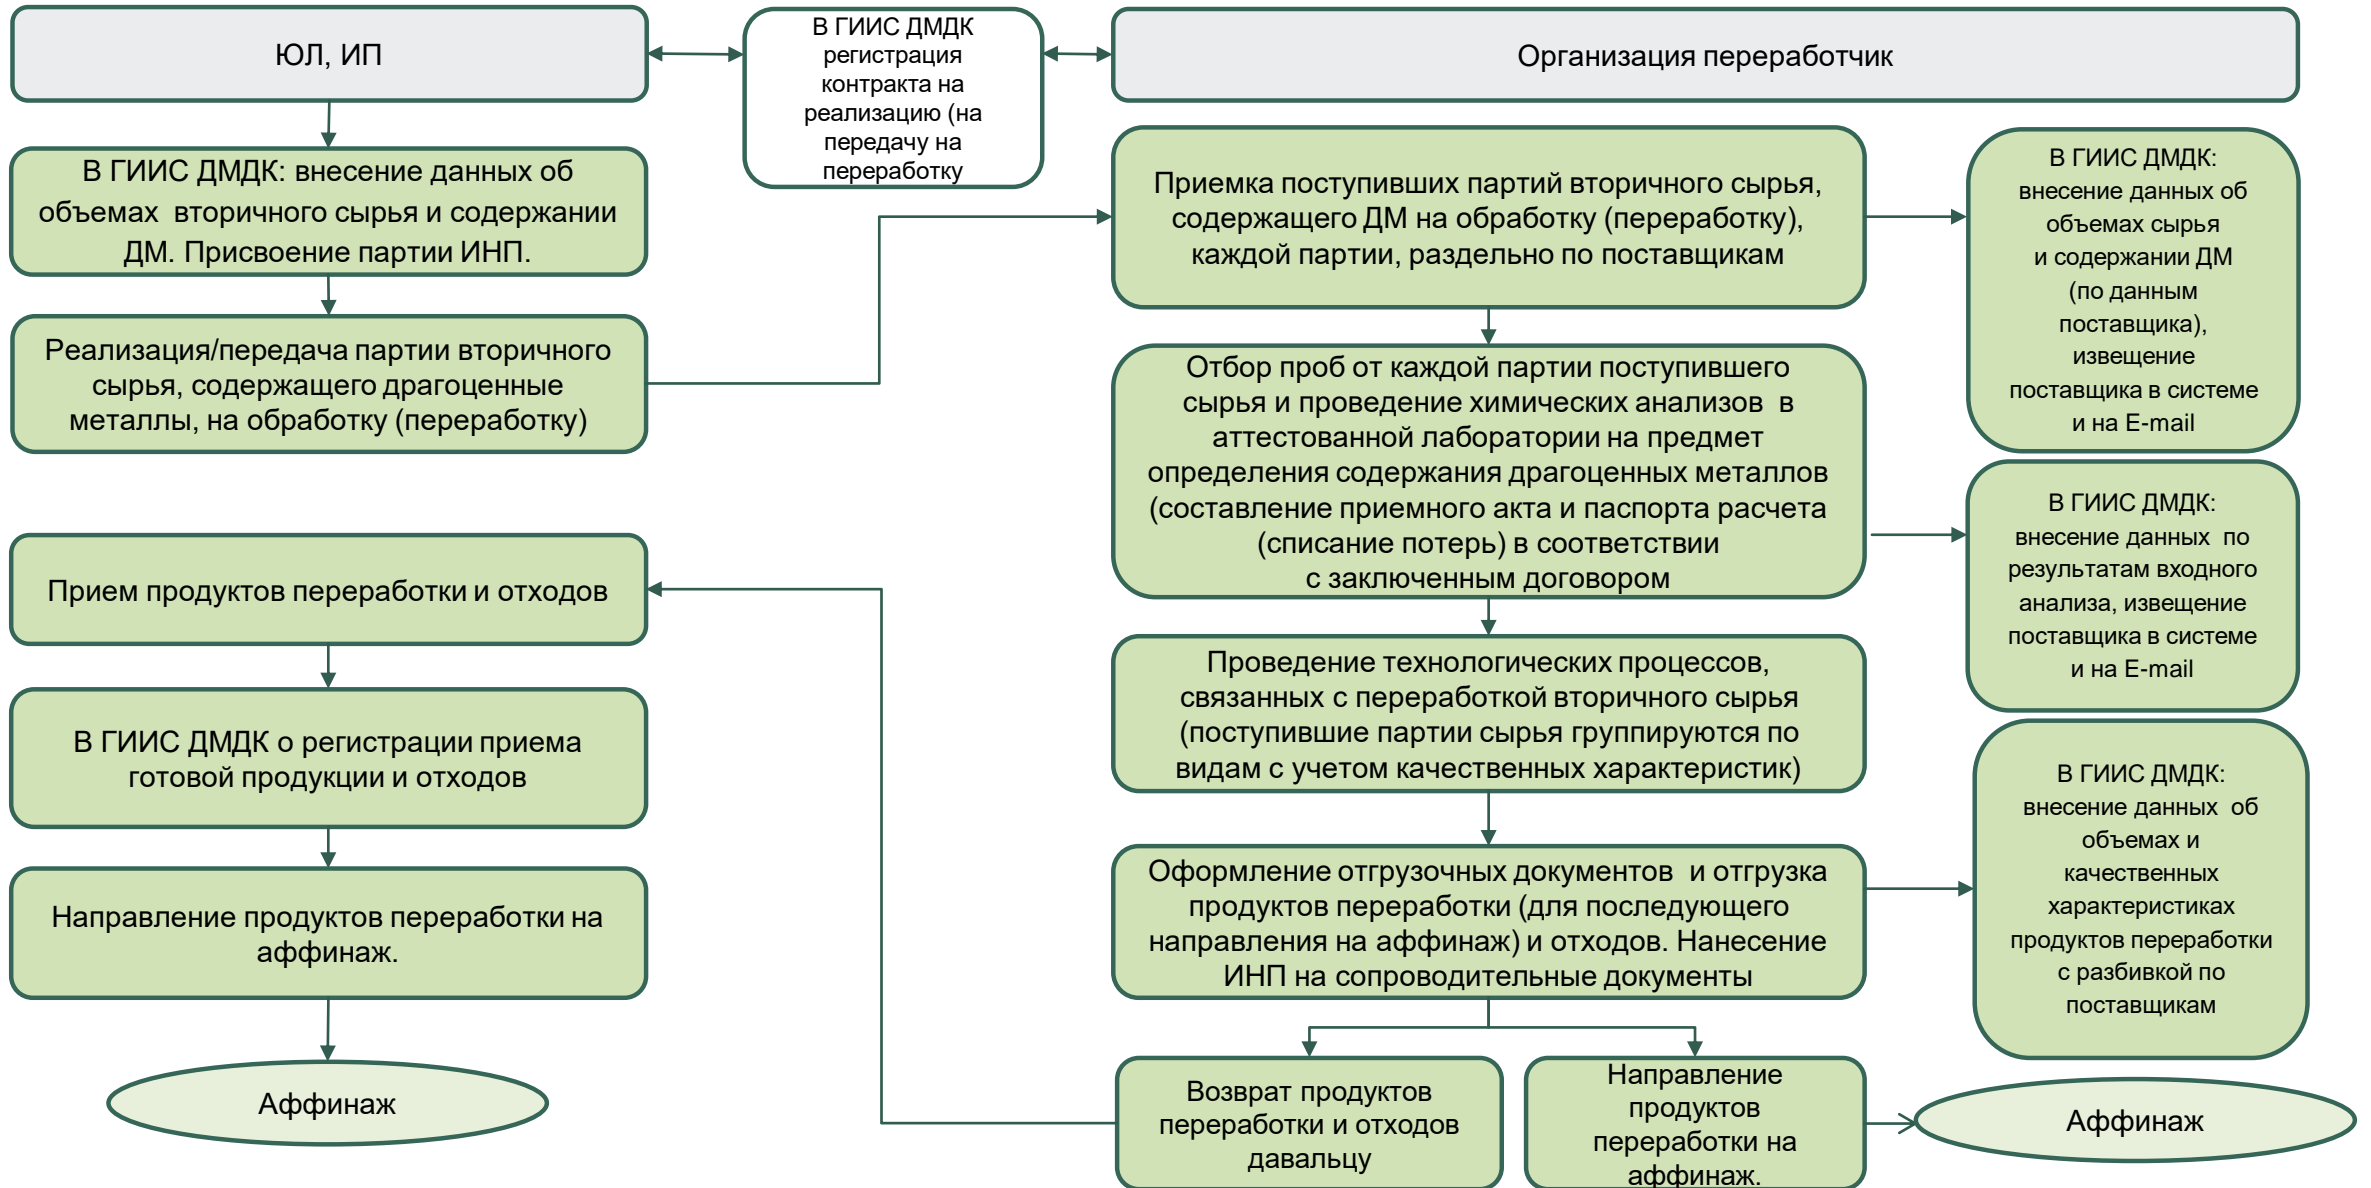 ЮЛ, ИП
В ГИИС ДМДК
регистрация
контракта на
реализацию (на
передачу на
переработку
Организация переработчик
В ГИИС ДМДК: внесение данных об
объемах вторичного сырья и содержании
ДМ. Присвоение партии ИНП.
Реализация/передача партии вторичного
сырья, содержащего драгоценные
металлы, на обработку (переработку)
Прием продуктов переработки и отходов
В ГИИС ДМДК о регистрации приема
готовой продукции и отходов
Направление продуктов переработки на
аффинаж.
Аффинаж
Приемка поступивших партий вторичного сырья,
содержащего ДМ на обработку (переработку),
каждой партии, раздельно по поставщикам
Отбор проб от каждой партии поступившего
сырья и проведение химических анализов в
аттестованной лаборатории на предмет
определения содержания драгоценных металлов
(составление приемного акта и паспорта расчета
(списание потерь) в соответствии
с заключенным договором
Проведение технологических процессов,
связанных с переработкой вторичного сырья
(поступившие партии сырья группируются по
видам с учетом качественных характеристик)
Оформление отгрузочных документов и отгрузка
продуктов переработки (для последующего
направления на аффинаж) и отходов. Нанесение
ИНП на сопроводительные документы
Возврат продуктов
переработки и отходов
давальцу
Направление
продуктов
переработки на
аффинаж.
В ГИИС ДМДК:
внесение данных об
объемах сырья
и содержании ДМ
(по данным
поставщика),
извещение
поставщика в системе
и на E-mail
В ГИИС ДМДК:
внесение данных по
результатам входного
анализа, извещение
поставщика в системе
и на E-mail
В ГИИС ДМДК:
внесение данных об
объемах и
качественных
характеристиках
продуктов переработки
с разбивкой по
поставщикам
Аффинаж